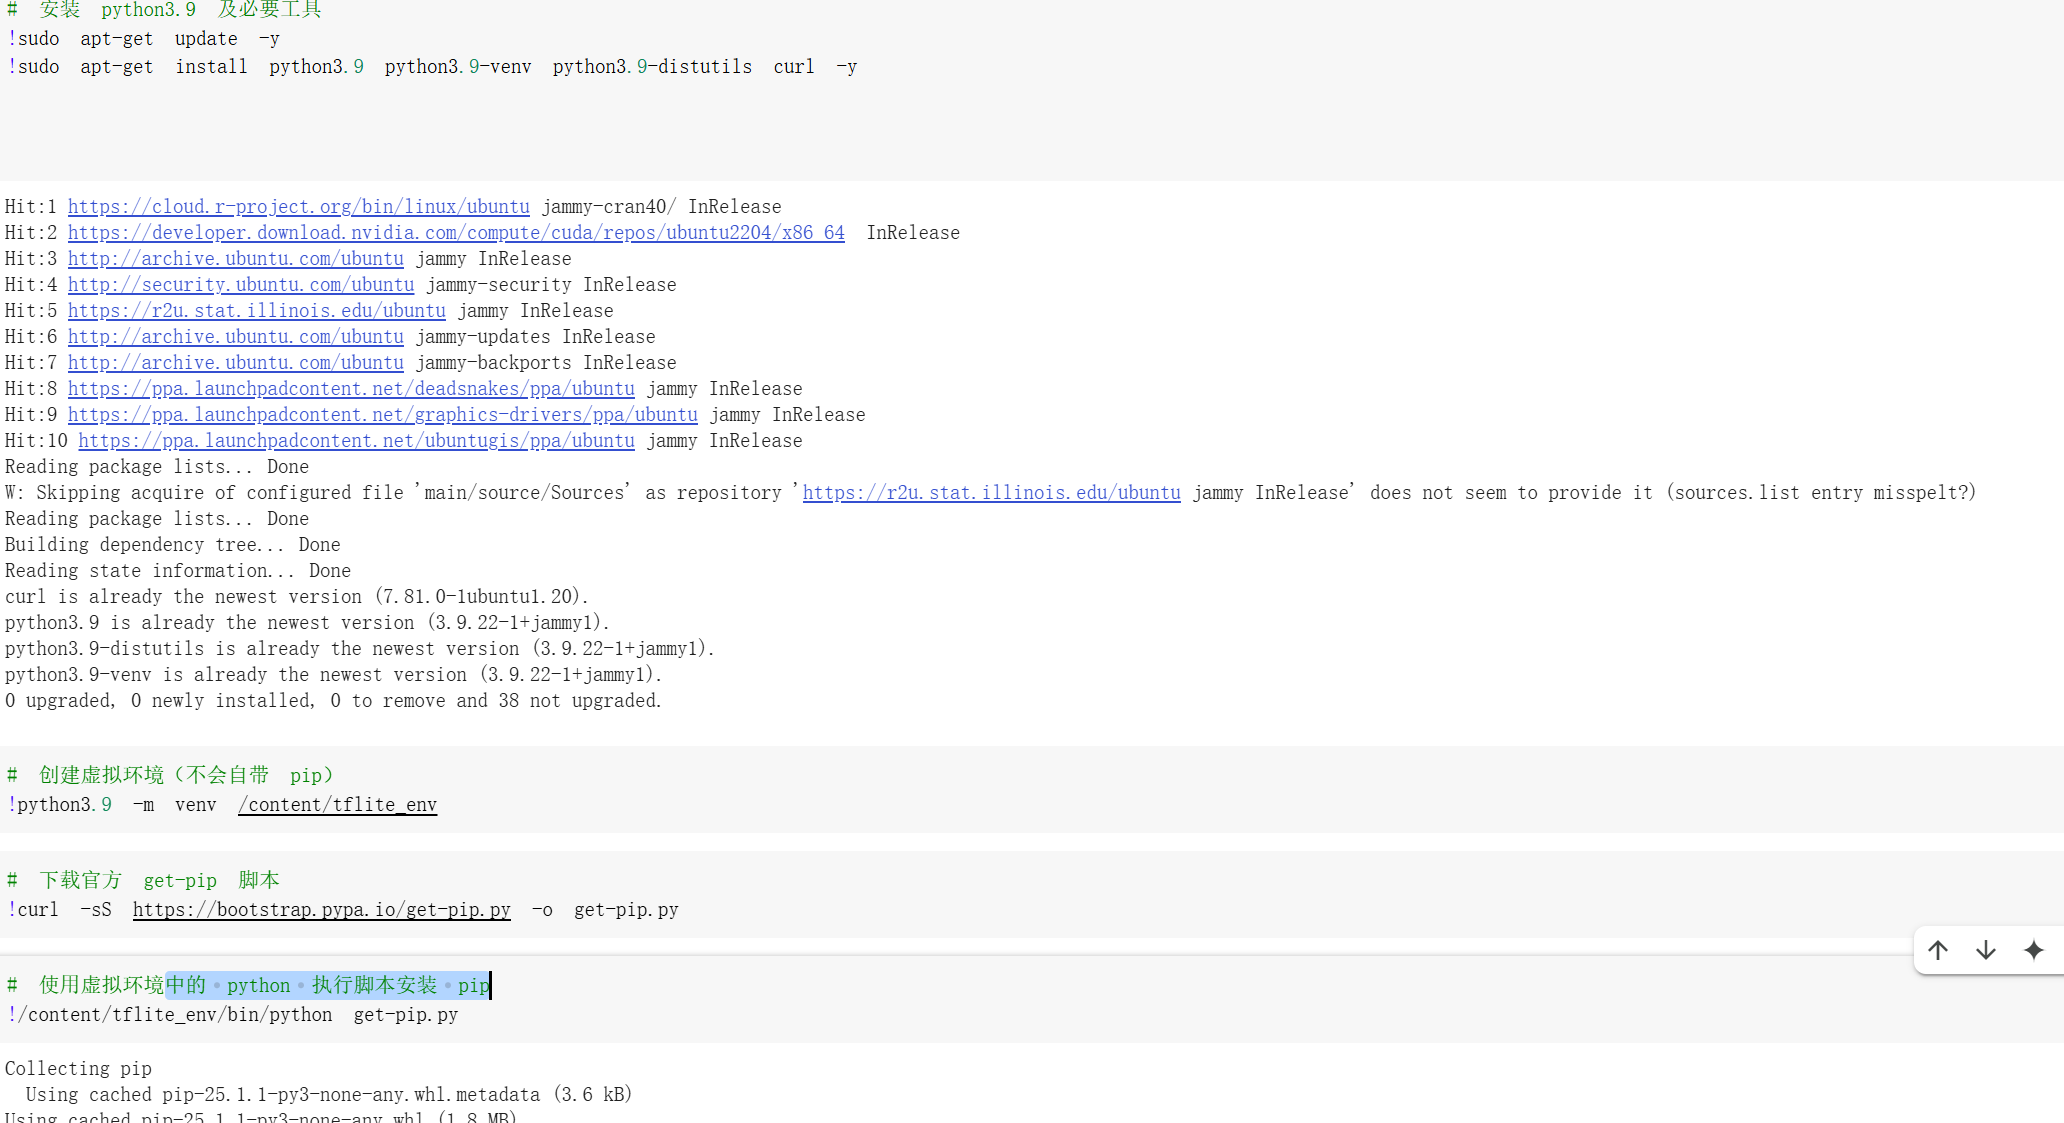 # 安装 python3.9 及必要工具
!sudo apt-get update -y
!sudo apt-get install python3.9 python3.9-venv python3.9-distutils curl -y
Hit:1 https://cloud.r-project.org/bin/linux/ubuntu jammy-cran40/ InRelease
Hit:2 https://developer.download.nvidia.com/compute/cuda/repos/ubuntu2204/x86_64 InRelease
Hit:3 http://archive.ubuntu.com/ubuntu jammy InRelease
Hit:4 http://security.ubuntu.com/ubuntu jammy-security InRelease
Hit:5 https://r2u.stat.illinois.edu/ubuntu jammy InRelease
Hit:6 http://archive.ubuntu.com/ubuntu jammy-updates InRelease
Hit:7 http://archive.ubuntu.com/ubuntu jammy-backports InRelease
Hit:8 https://ppa.launchpadcontent.net/deadsnakes/ppa/ubuntu jammy InRelease
Hit:9 https://ppa.launchpadcontent.net/graphics-drivers/ppa/ubuntu jammy InRelease
Hit:10 https://ppa.launchpadcontent.net/ubuntugis/ppa/ubuntu jammy InRelease
Reading package lists... Done
W: Skipping acquire of configured file 'main/source/Sources' as repository 'https://r2u.stat.illinois.edu/ubuntu jammy InRelease' does not seem to provide it (sources.list entry misspelt?)
Reading package lists... Done
Building dependency tree... Done
Reading state information... Done
curl is already the newest version (7.81.0-1ubuntu1.20).
python3.9 is already the newest version (3.9.22-1+jammy1).
python3.9-distutils is already the newest version (3.9.22-1+jammy1).
python3.9-venv is already the newest version (3.9.22-1+jammy1).
0 upgraded, 0 newly installed, 0 to remove and 38 not upgraded.
# 创建虚拟环境（不会自带 pip）
!python3.9 -m venv /content/tflite_env
# 下载官方 get-pip 脚本
!curl -sS https://bootstrap.pypa.io/get-pip.py -o get-pip.py
# 使用虚拟环境中的 python 执行脚本安装 pip
!/content/tflite_env/bin/python get-pip.py
Collecting pip
Using cached pip-25.1.1-py3-none-any.whl.metadata (3.6 kB)
Using cached pip-25.1.1-py3-none-any.whl (1.8 MB)